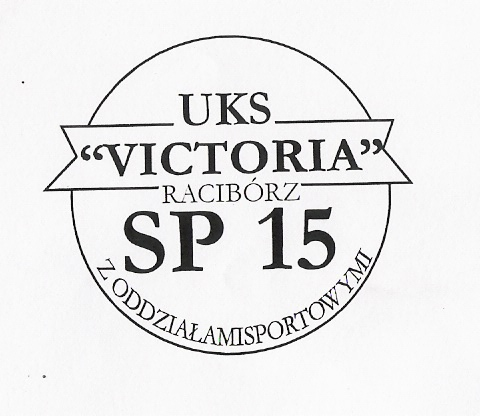 UKS
“VICTORIA”
RACIBÓRZ
SP 15
Z ODDZIAŁAMISPORTOWYMI